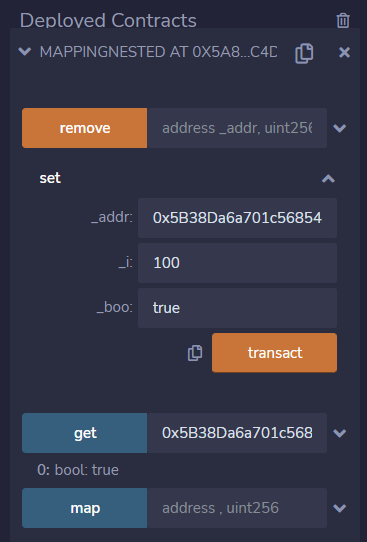 Deployed Contracts
MAPPINGNESTED AT 0X5A8...C4D
remove address _addr, uint256
set
_addr: 0x5B38Da6a701c56854
_i: 100
_boo: true
transact
get 0x5B38Da6a701c568
0: bool: true
map address , uint256